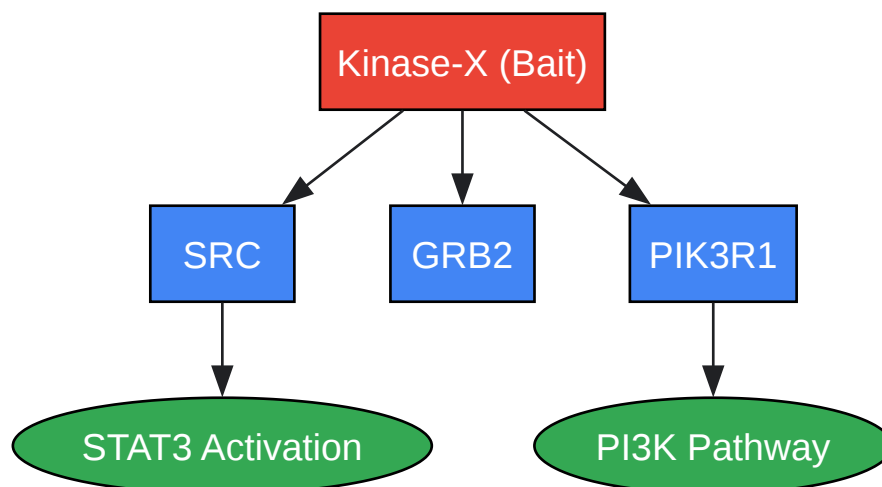 Kinase-X (Bait)
SRC
GRB2
PIK3R1
STAT3 Activation
PI3K Pathway